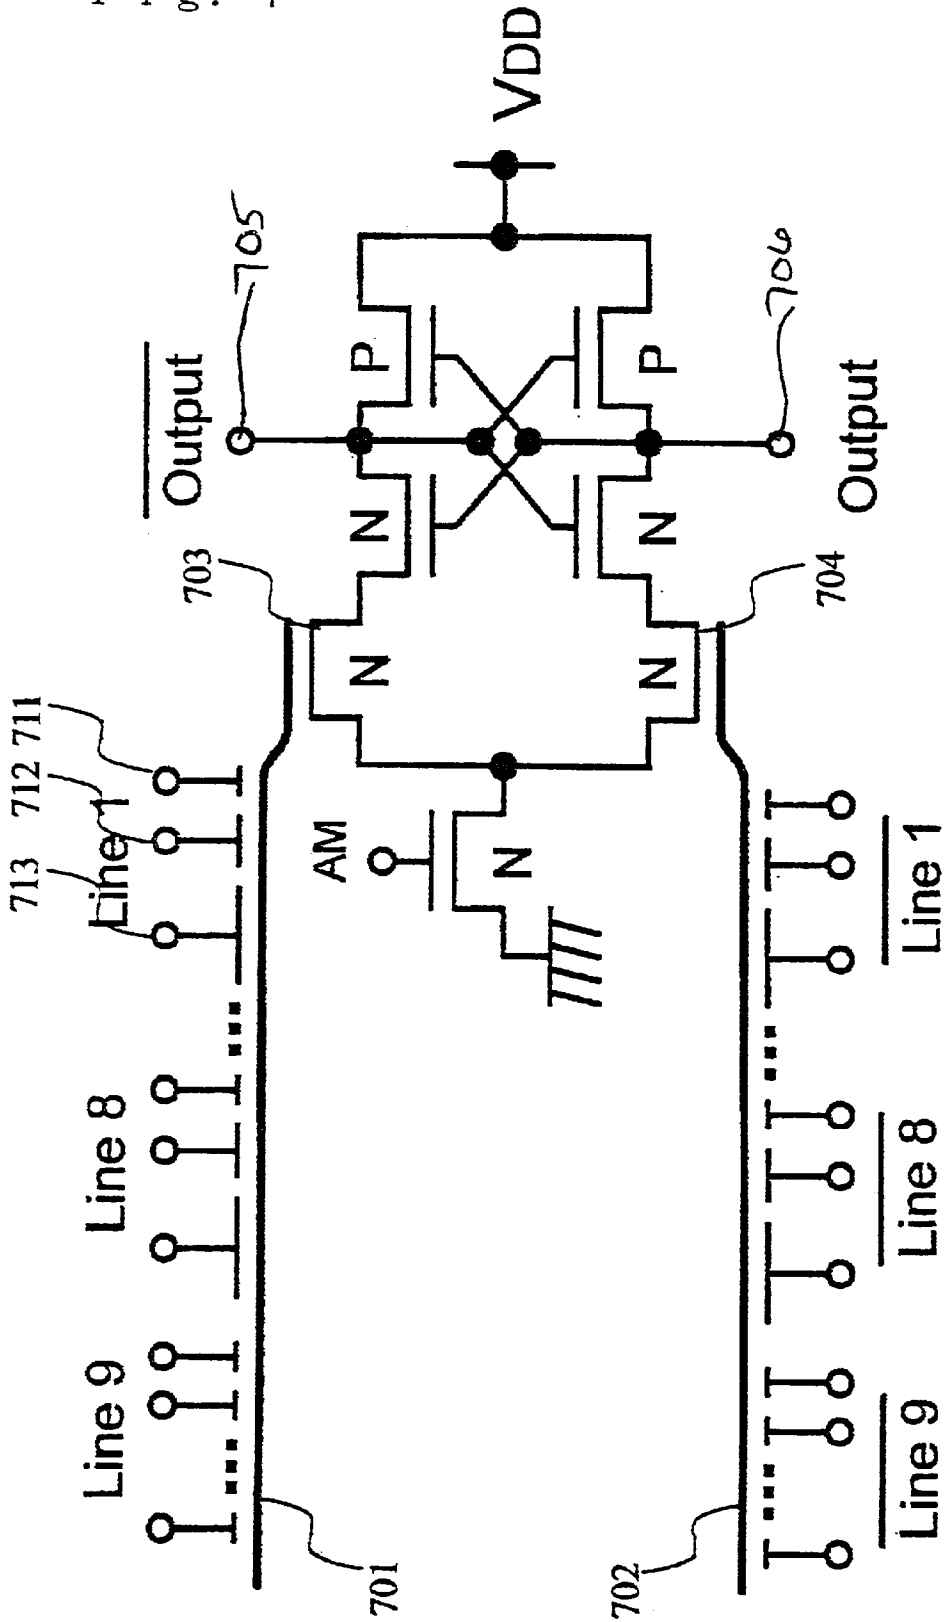 Line 9
Line 8
Line 1
713
712
711
703
Output
705
701
AM
N
N
N
P
VDD
N
N
P
702
704
Output
706
Line 9
Line 8
Line 1